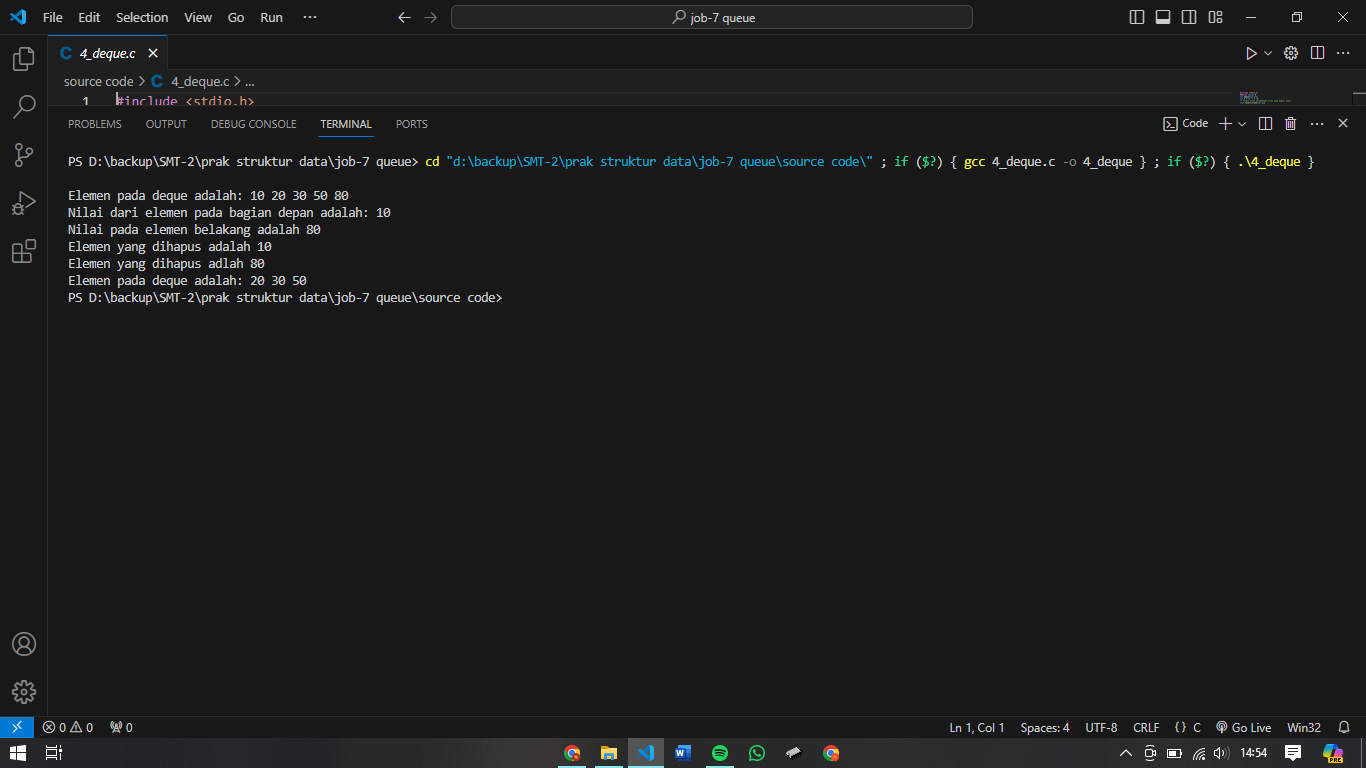 File Edit Selection View Go Run ··· job-7 queue
C 4_deque.c
source code > C 4_deque.c > ...
1 #include <stdio.h>
PROBLEMS OUTPUT DEBUG CONSOLE TERMINAL PORTS Code
PS D:\backup\SMT-2\prak struktur data\job-7 queue> cd "d:\backup\SMT-2\prak struktur data\job-7 queue\source code\" ; if ($?) { gcc 4_deque.c -o 4_deque } ; if ($?) { .\4_deque }
Elemen pada deque adalah: 10 20 30 50 80
Nilai dari elemen pada bagian depan adalah: 10
Nilai pada elemen belakang adalah 80
Elemen yang dihapus adalah 10
Elemen yang dihapus adlah 80
Elemen pada deque adalah: 20 30 50
PS D:\backup\SMT-2\prak struktur data\job-7 queue\source code>
0 0 0 Ln 1, Col 1 Spaces: 4 UTF-8 CRLF {} C Go Live Win32
W 14:54 PRE